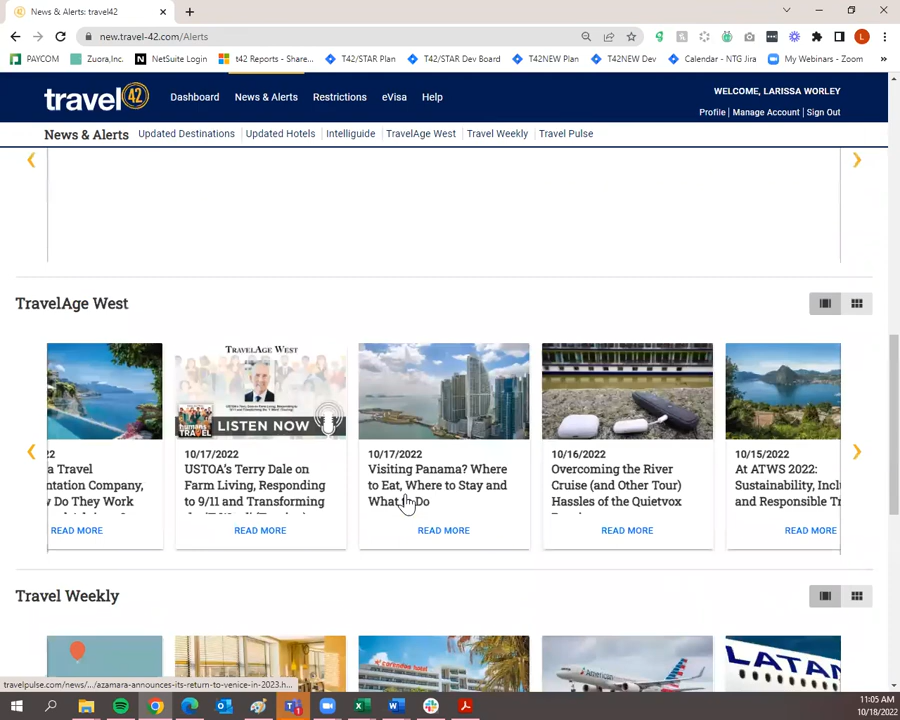 News & Alerts: travel42
new.travel-42.com/Alerts
PAYCOM
Zuora,Inc.
NetSuite Login
t42 Reports - Share...
T42/STAR Plan
T42/STAR Dev Board
T42NEW Plan
T42NEW Dev
Calendar - NTG Jira
My Webinars - Zoom
»
travel 42
Dashboard
News & Alerts
Restrictions
eVisa
Help
WELCOME, LARISSA WORLEY
Profile | Manage Account | Sign Out
News & Alerts
Updated Destinations | Updated Hotels | Intelliguide | TravelAge West | Travel Weekly | Travel Pulse
TravelAge West
22
a Travel
ntation Company,
w Do They Work
READ MORE
TRAVELAGE WEST
humans
TRAVEL
LISTEN NOW
10/17/2022
USTOA's Terry Dale on
Farm Living, Responding
to 9/11 and Transforming
READ MORE
10/17/2022
Visiting Panama? Where
to Eat, Where to Stay and
What to Do
READ MORE
10/16/2022
Overcoming the River
Cruise (and Other Tour)
Hassles of the Quietvox
READ MORE
10/15/2022
At ATWS 2022:
Sustainability, Incl
and Responsible Tr
READ MORE
Travel Weekly
American
LATAM
travelpulse.com/news/.../azamara-announces-its-return-to-venice-in-2023.h...
11:05 AM
10/18/2022